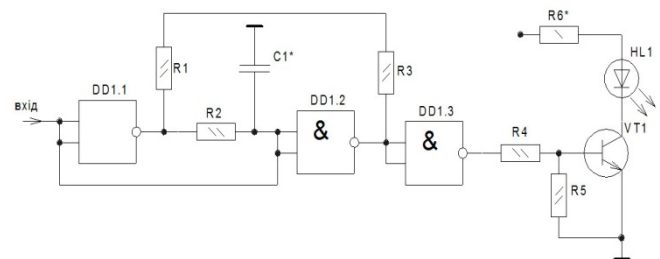 R6*
C1*
HL1
R1
R3
DD1.1
R2
DD1.2
DD1.3
вхід
&
&
R4
VT1
R5